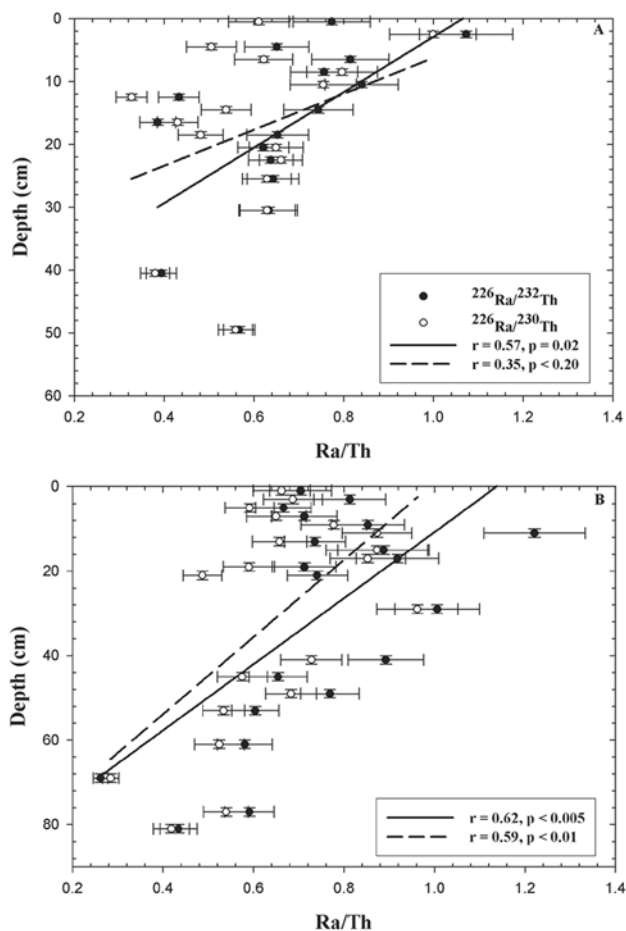 A
0
10
20
30
40
50
60
Depth (cm)
²²⁶Ra/²³²Th
²²⁶Ra/²³⁰Th
r = 0.57, p = 0.02
r = 0.35, p < 0.20
0.2 0.4 0.6 0.8 1.0 1.2 1.4
Ra/Th
B
0
20
40
60
80
Depth (cm)
r = 0.62, p < 0.005
r = 0.59, p < 0.01
0.2 0.4 0.6 0.8 1.0 1.2 1.4
Ra/Th